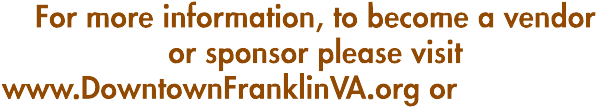 For more information, to become a vendor
or sponsor please visit
www.DowntownFranklinVA.org or